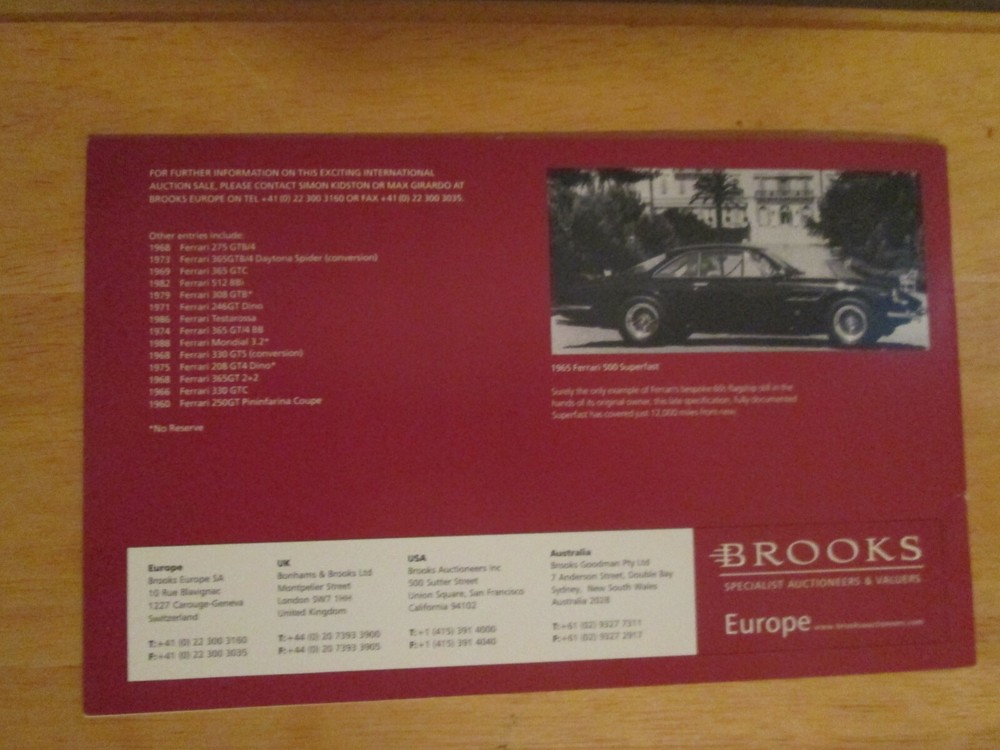 FOR FURTHER INFORMATION ON THIS EXCITING INTERNATIONAL
AUCTION SALE, PLEASE CONTACT SIMON KIDSTON OR MAX GIRARDO AT
BROOKS EUROPE ON TEL +41 (0) 22 300 3160 OR FAX +41 (0) 22 300 3035.
Other entries include:
1968 Ferrari 275 GTB/4
1973 Ferrari 365GTB/4 Daytona Spider (conversion)
1969 Ferrari 365 GTC
1982 Ferrari 512 BBi
1979 Ferrari 308 GTB*
1971 Ferrari 246GT Dino
1986 Ferrari Testarossa
1974 Ferrari 365 GT/4 BB
1988 Ferrari Mondial 3.2*
1968 Ferrari 330 GTS (conversion)
1975 Ferrari 208 GT4 Dino*
1968 Ferrari 365GT 2+2
1966 Ferrari 330 GTC
1960 Ferrari 250GT Pininfarina Coupe
*No Reserve
1965 Ferrari 500 Superfast
Surely the only example of Ferrari's bespoke 60s flagship still in the
hands of its original owner, this late specification, fully documented
Superfast has covered just 12,000 miles from new.
Europe
Brooks Europe SA
10 Rue Blavignac
1227 Carouge-Geneva
Switzerland
T:+41 (0) 22 300 3160
F:+41 (0) 22 300 3035
UK
Bonhams & Brooks Ltd
Montpelier Street
London SW7 1HH
United Kingdom
T:+44 (0) 20 7393 3900
F:+44 (0) 20 7393 3905
USA
Brooks Auctioneers Inc
500 Sutter Street
Union Square, San Francisco
California 94102
T:+1 (415) 391 4000
F:+1 (415) 391 4040
Australia
Brooks Goodman Pty Ltd
7 Anderson Street, Double Bay
Sydney, New South Wales
Australia 2028
T:+61 (02) 9327 7311
F:+61 (02) 9327 2917
BROOKS
SPECIALIST AUCTIONEERS & VALUERS
Europe www.brooksauctioneers.com